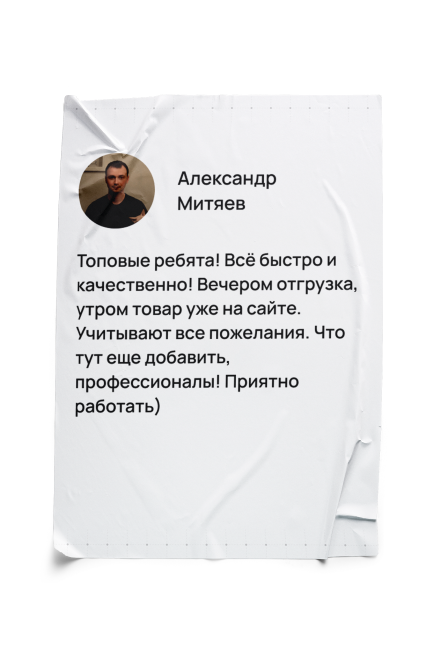 Александр
Митяев
Топовые ребята! Всё быстро и
качественно! Вечером отгрузка,
утром товар уже на сайте.
Учитывают все пожелания. Что
тут еще добавить,
профессионалы! Приятно
работать)